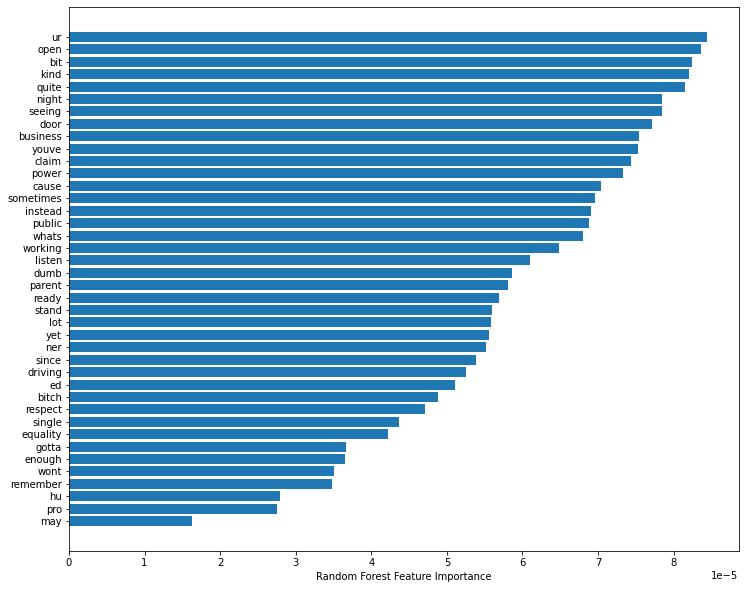 ur
open
bit
kind
quite
night
seeing
door
business
youve
claim
power
cause
sometimes
instead
public
whats
working
listen
dumb
parent
ready
stand
lot
yet
ner
since
driving
ed
bitch
respect
single
equality
gotta
enough
wont
remember
hu
pro
may
0 1 2 3 4 5 6 7 8
1e−5
Random Forest Feature Importance